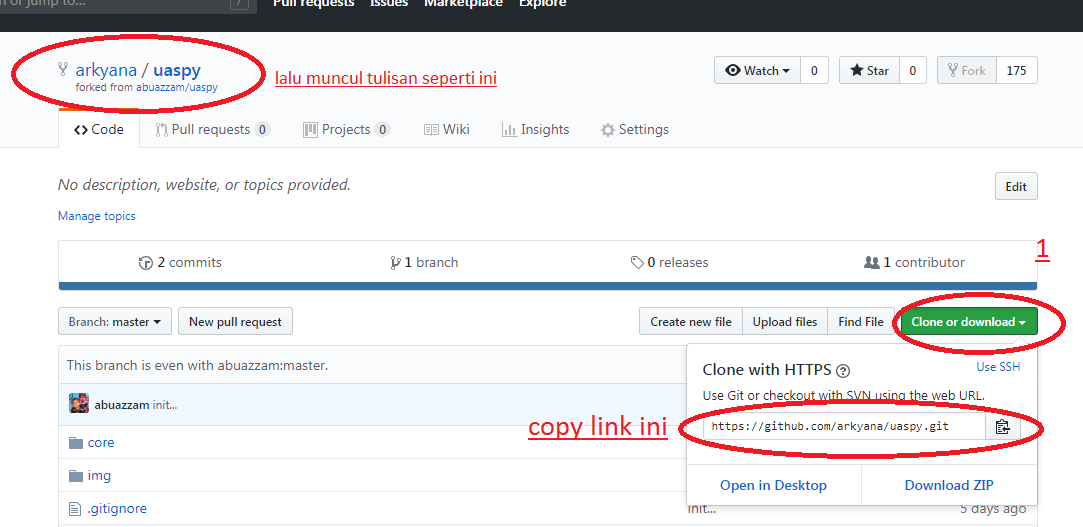 or jump to...
/
Pull requests Issues Marketplace Explore
arkyana / uaspy
forked from abuazzam/uaspy
lalu muncul tulisan seperti ini
Watch 0 Star 0 Fork 175
Code Pull requests 0 Projects 0 Wiki Insights Settings
No description, website, or topics provided.
Edit
Manage topics
1
2 commits 1 branch 0 releases 1 contributor
Branch: master New pull request Create new file Upload files Find File Clone or download
This branch is even with abuazzam:master.
Clone with HTTPS ? Use SSH
Use Git or checkout with SVN using the web URL.
abuazzam init...
copy link ini
https://github.com/arkyana/uaspy.git
core
img
Open in Desktop Download ZIP
.gitignore init... 5 days ago